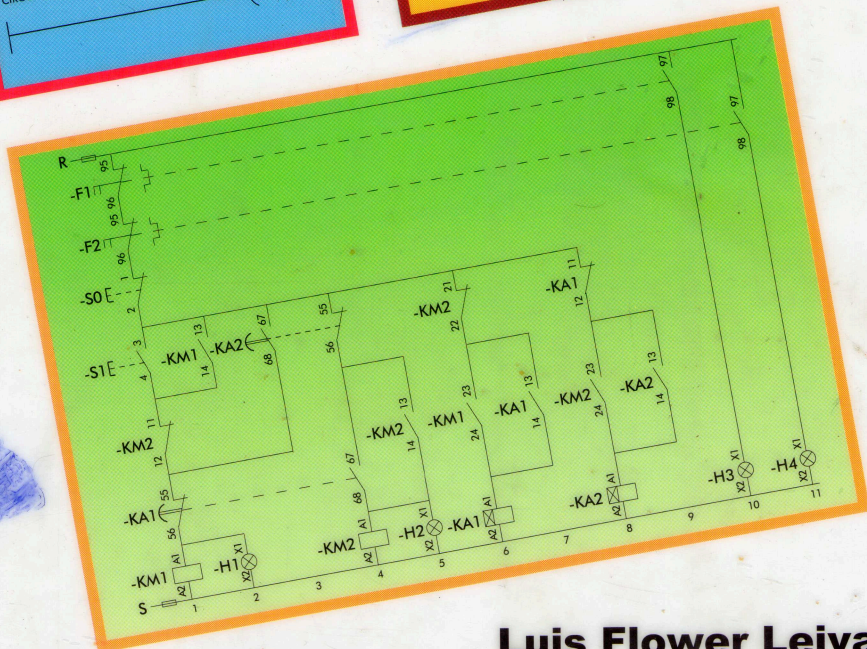 R
95
-F1
96
95
-F2
96
1
-S0
2
3
-S1
4
13
-KM1
14
67
-KA2
68
55
56
21
-KM2
22
11
-KA1
12
97
98
97
98
11
-KM2
12
13
-KM2
14
23
-KM1
24
13
-KA1
14
23
-KM2
24
13
-KA2
14
55
-KA1
56
67
68
A1
-KM1
A2
X1
-H1
X2
A1
-KM2
A2
X1
-H2
X2
A1
-KA1
A2
A1
-KA2
A2
X1
-H3
X2
X1
-H4
X2
S
1 2 3 4 5 6 7 8 9 10 11
Luis Flower Leiva